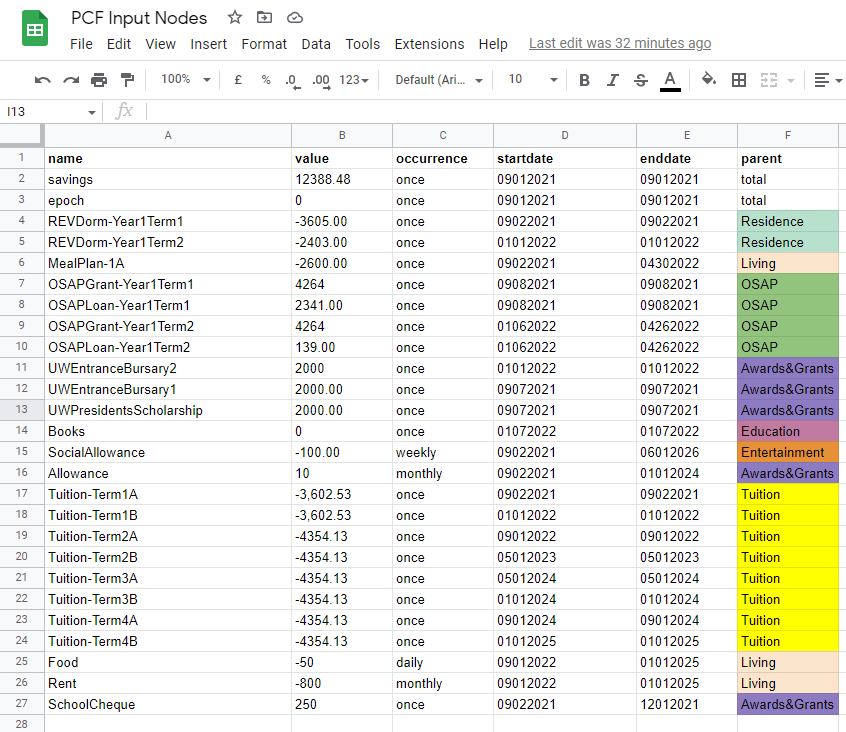 PCF Input Nodes
File Edit View Insert Format Data Tools Extensions Help Last edit was 32 minutes ago
100% £ % .0 .00 123 Default (Ari... 10 B I S A
I13 fx
A B C D E F
1 name value occurrence startdate enddate parent
2 savings 12388.48 once 09012021 09012021 total
3 epoch 0 once 09012021 09012021 total
4 REVDorm-Year1Term1 -3605.00 once 09022021 09022021 Residence
5 REVDorm-Year1Term2 -2403.00 once 01012022 01012022 Residence
6 MealPlan-1A -2600.00 once 09022021 04302022 Living
7 OSAPGrant-Year1Term1 4264 once 09082021 09082021 OSAP
8 OSAPLoan-Year1Term1 2341.00 once 09082021 09082021 OSAP
9 OSAPGrant-Year1Term2 4264 once 01062022 04262022 OSAP
10 OSAPLoan-Year1Term2 139.00 once 01062022 04262022 OSAP
11 UWEntranceBursary2 2000 once 01012022 01012022 Awards&Grants
12 UWEntranceBursary1 2000.00 once 09072021 09072021 Awards&Grants
13 UWPresidentsScholarship 2000.00 once 09072021 09072021 Awards&Grants
14 Books 0 once 01072022 01072022 Education
15 SocialAllowance -100.00 weekly 09022021 06012026 Entertainment
16 Allowance 10 monthly 09022021 01012024 Awards&Grants
17 Tuition-Term1A -3,602.53 once 09022021 09022021 Tuition
18 Tuition-Term1B -3,602.53 once 01012022 01012022 Tuition
19 Tuition-Term2A -4354.13 once 09012022 09012022 Tuition
20 Tuition-Term2B -4354.13 once 05012023 05012023 Tuition
21 Tuition-Term3A -4354.13 once 05012024 05012024 Tuition
22 Tuition-Term3B -4354.13 once 01012024 01012024 Tuition
23 Tuition-Term4A -4354.13 once 09012024 09012024 Tuition
24 Tuition-Term4B -4354.13 once 01012025 01012025 Tuition
25 Food -50 daily 09012022 01012025 Living
26 Rent -800 monthly 09012022 01012025 Living
27 SchoolCheque 250 once 09022021 12012021 Awards&Grants
28